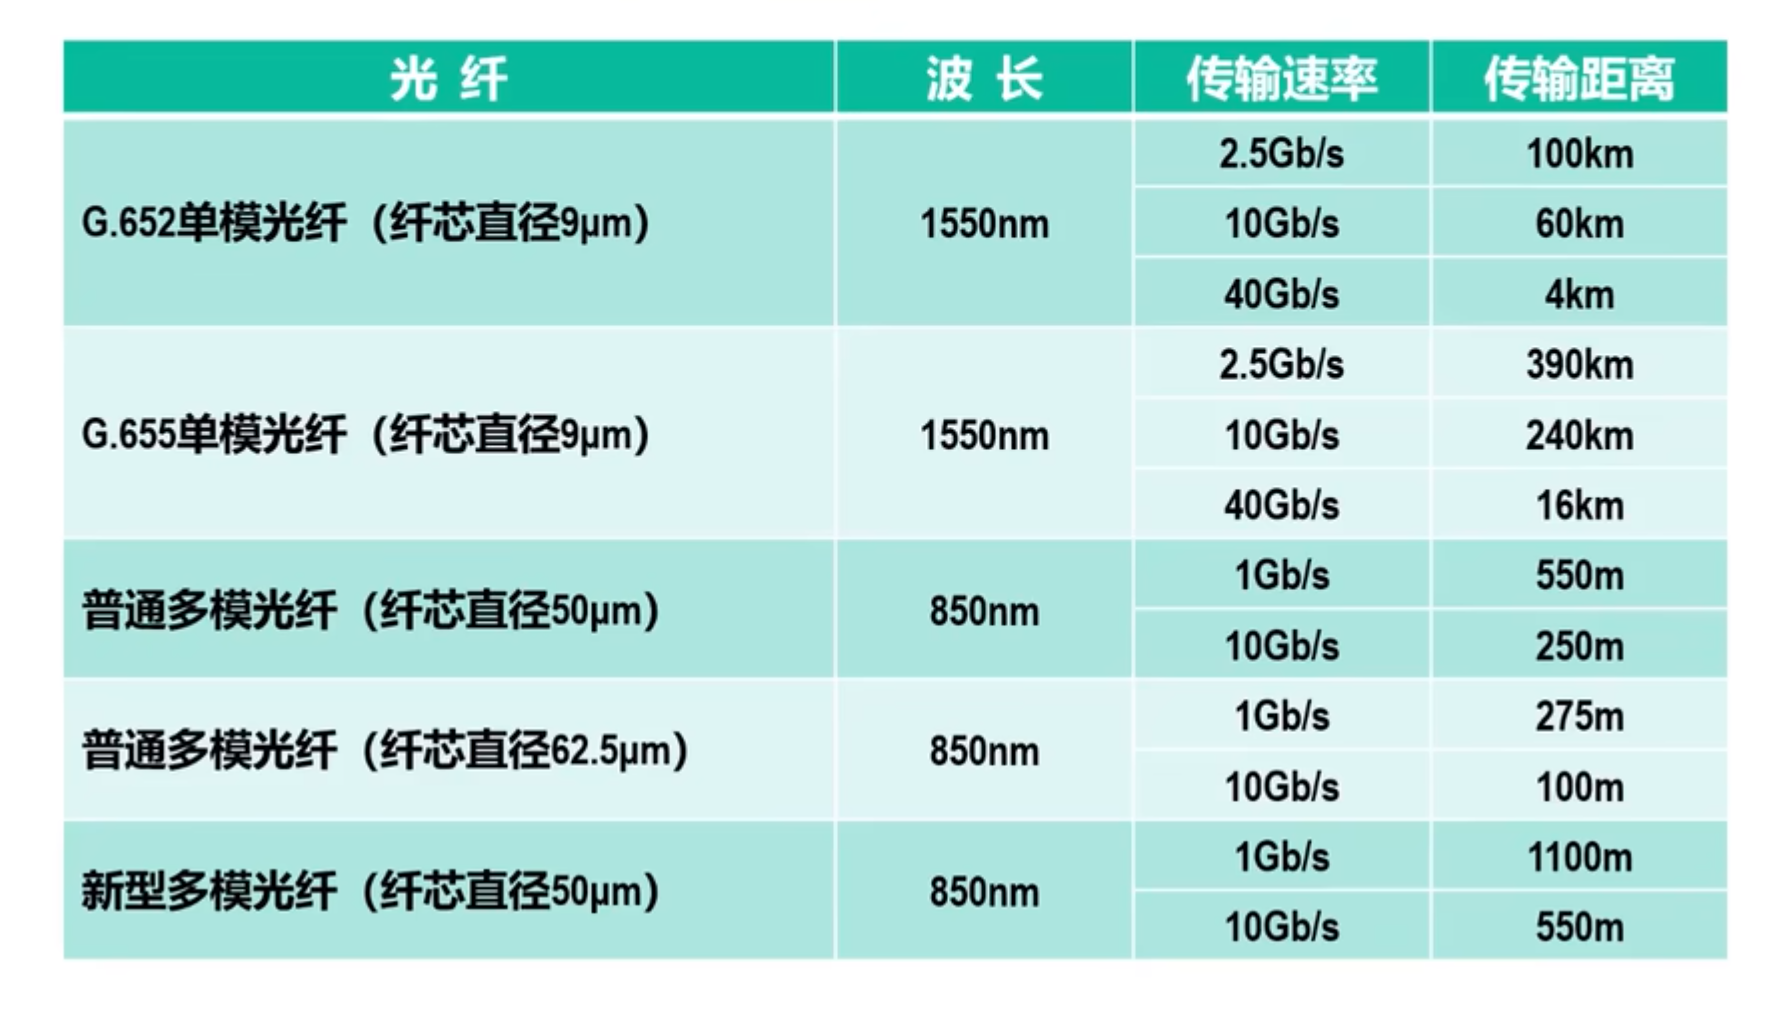 光 纤 波 长 传输速率 传输距离
G.652单模光纤（纤芯直径9μm） 1550nm 2.5Gb/s 100km
10Gb/s 60km
40Gb/s 4km
G.655单模光纤（纤芯直径9μm） 1550nm 2.5Gb/s 390km
10Gb/s 240km
40Gb/s 16km
普通多模光纤（纤芯直径50μm） 850nm 1Gb/s 550m
10Gb/s 250m
普通多模光纤（纤芯直径62.5μm） 850nm 1Gb/s 275m
10Gb/s 100m
新型多模光纤（纤芯直径50μm） 850nm 1Gb/s 1100m
10Gb/s 550m